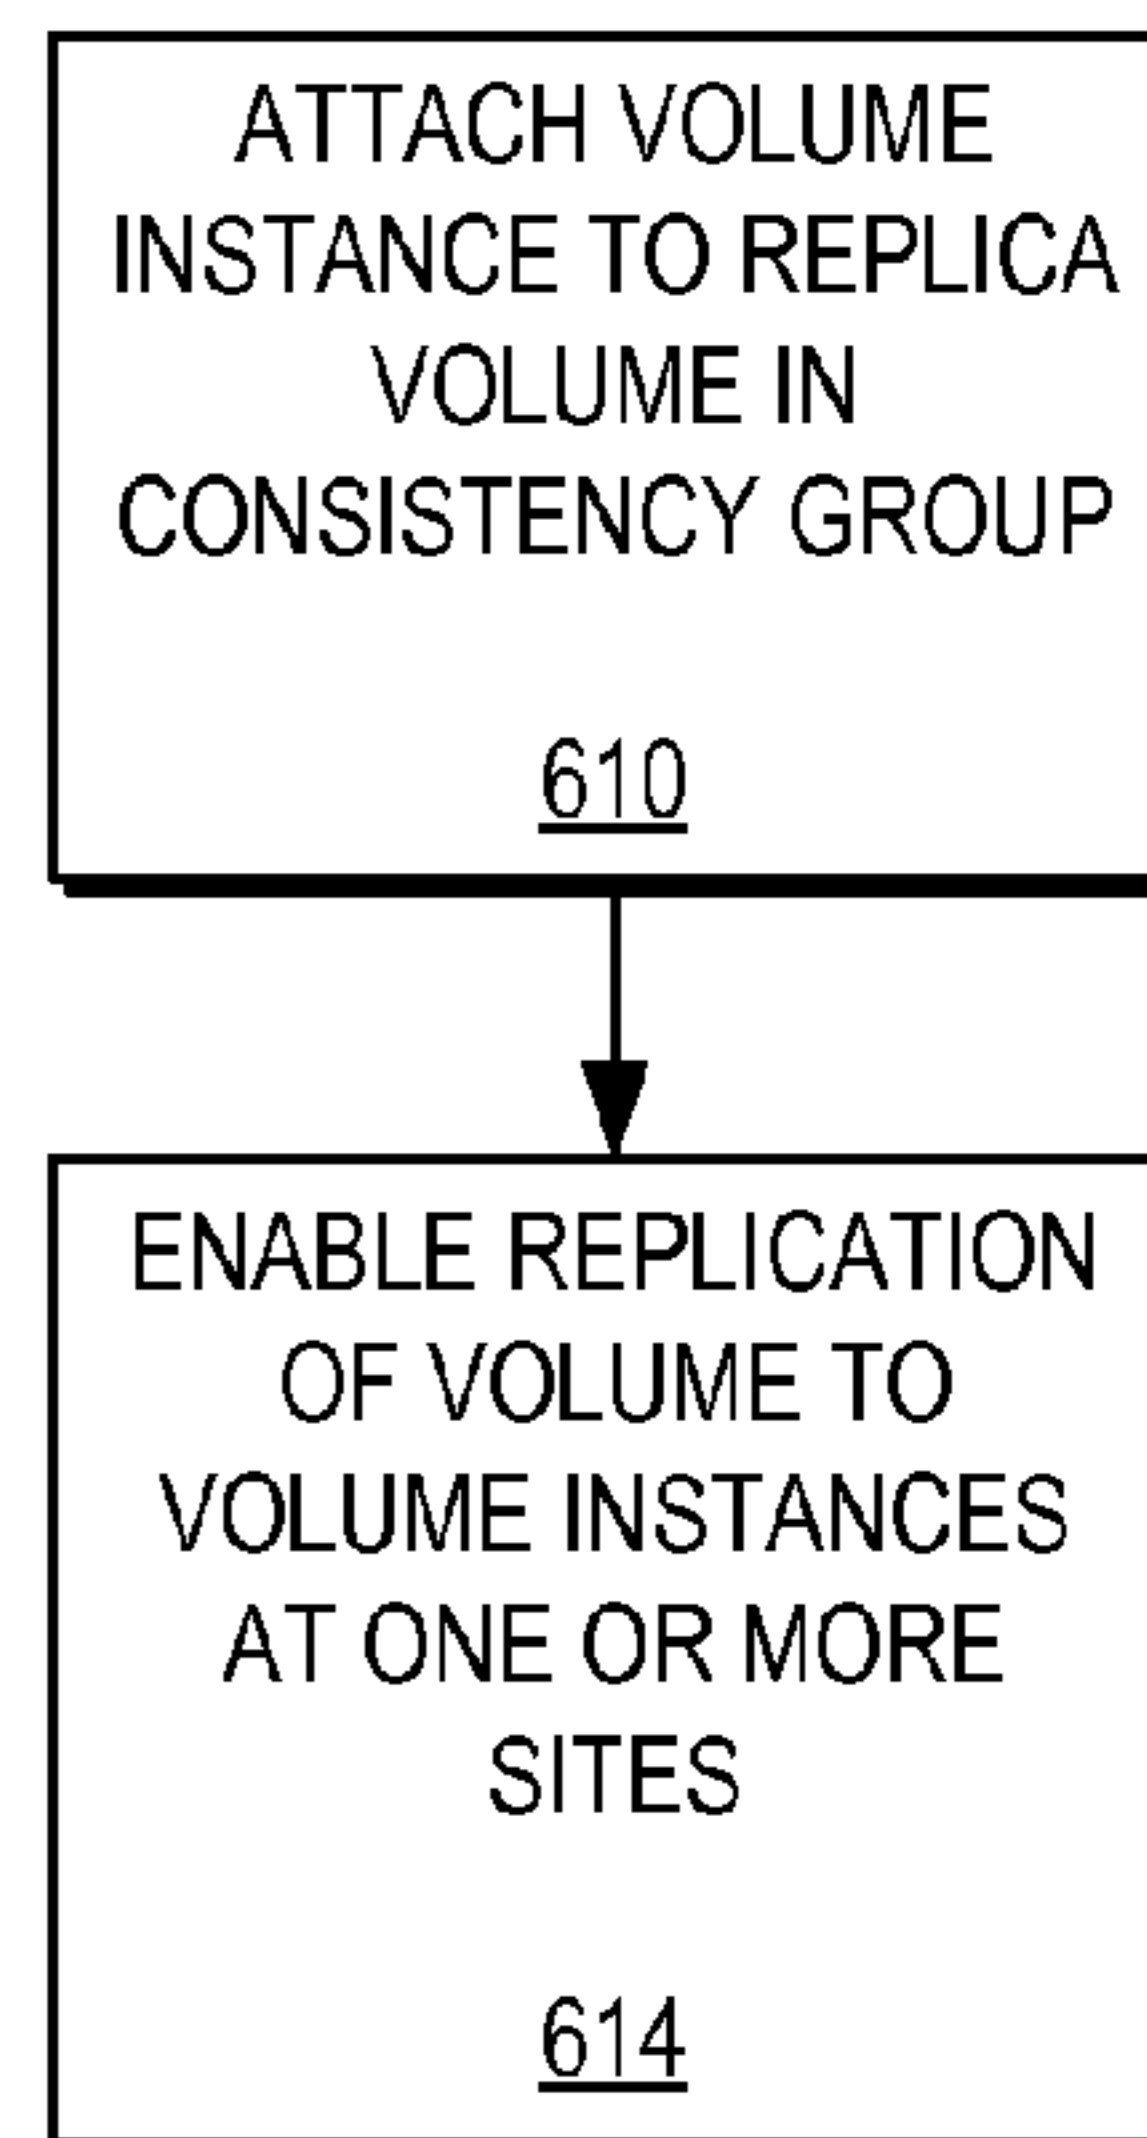 ATTACH VOLUME
INSTANCE TO REPLICA
VOLUME IN
CONSISTENCY GROUP
610
ENABLE REPLICATION
OF VOLUME TO
VOLUME INSTANCES
AT ONE OR MORE
SITES
614